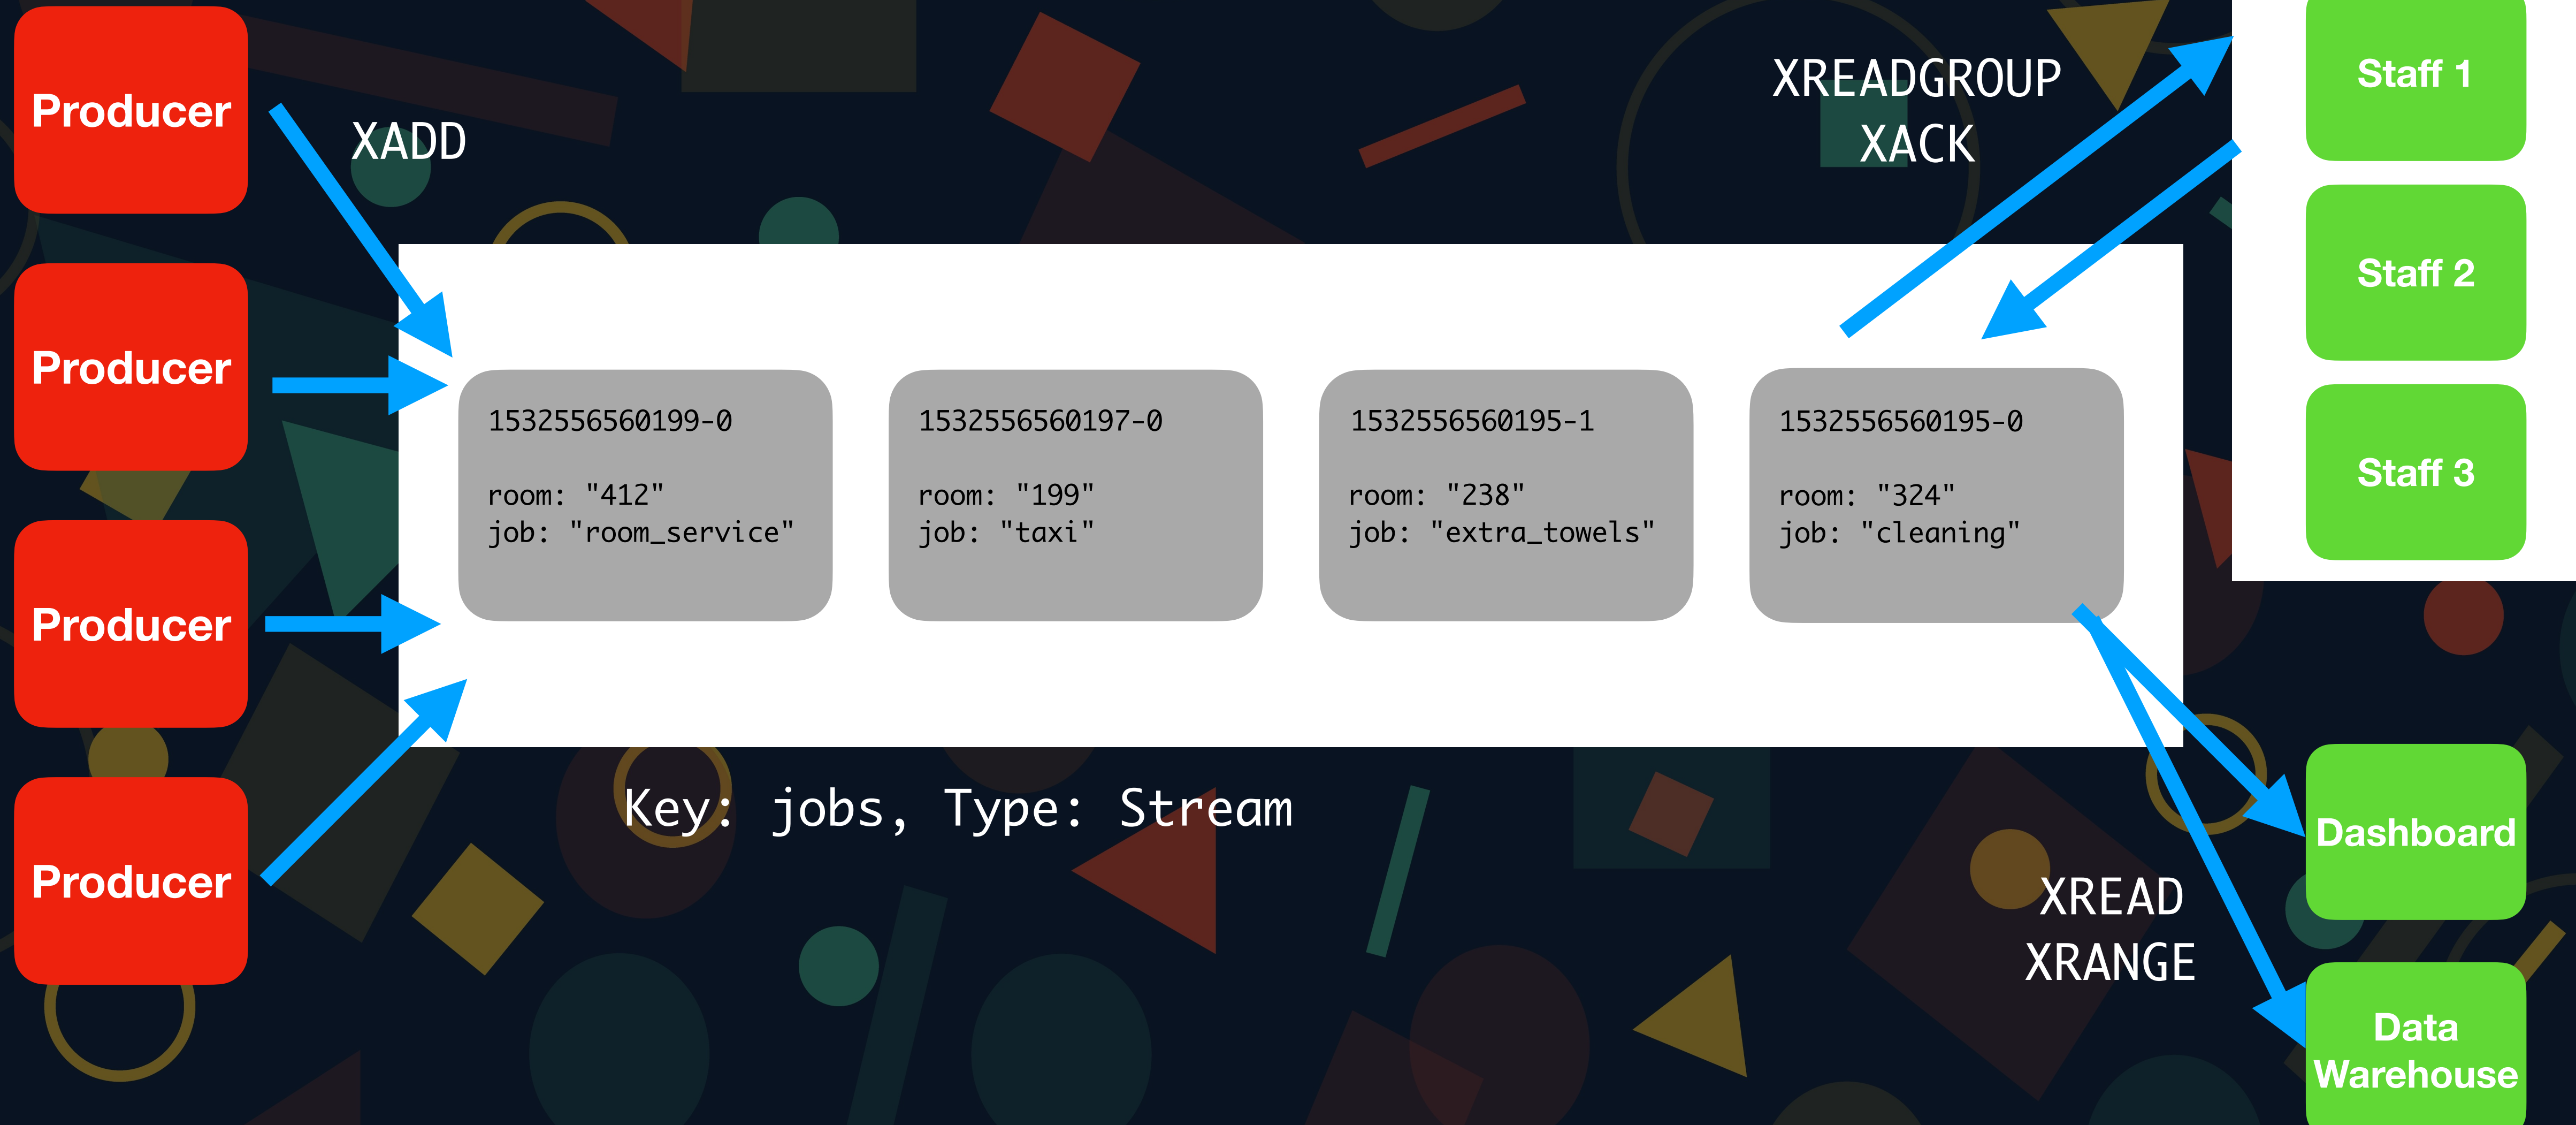 Producer
Producer
Producer
Producer
XADD
1532556560199-0
room: "412"
job: "room_service"
1532556560197-0
room: "199"
job: "taxi"
1532556560195-1
room: "238"
job: "extra_towels"
1532556560195-0
room: "324"
job: "cleaning"
Key: jobs, Type: Stream
XREADGROUP
XACK
Staff 1
Staff 2
Staff 3
XREAD
XRANGE
Dashboard
Data
Warehouse